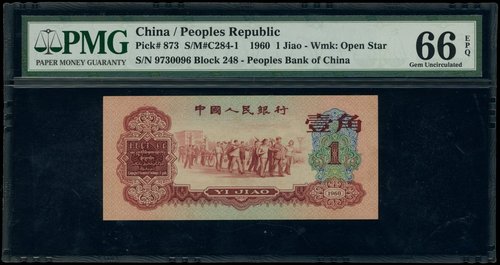 PMG
PAPER MONEY GUARANTY
China / Peoples Republic
Pick# 873 S/M#C284-1 1960 1 Jiao - Wmk: Open Star
S/N 9730096 Block 248 - Peoples Bank of China
66 EPQ
Gem Uncirculated
中國人民銀行
壹角
1
YI JIAO
1960